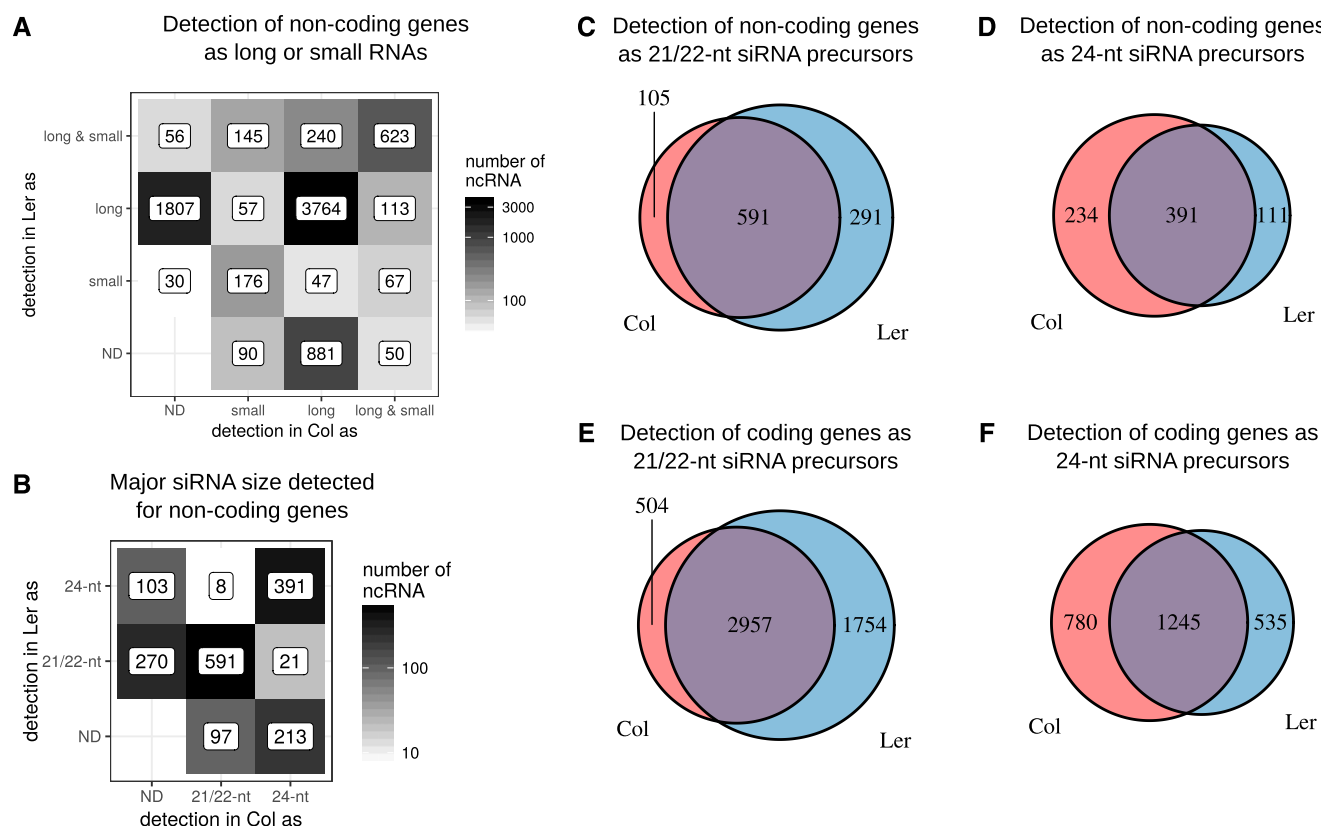 A
Detection of non-coding genes
as long or small RNAs
detection in Ler as
long & small
56
145
240
623
long
1807
57
3764
113
small
30
176
47
67
ND
90
881
50
ND
small
long
long & small
detection in Col as
number of
ncRNA
3000
1000
100
B
Major siRNA size detected
for non-coding genes
detection in Ler as
24-nt
103
8
391
21/22-nt
270
591
21
ND
97
213
ND
21/22-nt
24-nt
detection in Col as
number of
ncRNA
100
10
C
Detection of non-coding genes
as 21/22-nt siRNA precursors
105
591
291
Col
Ler
D
Detection of non-coding genes
as 24-nt siRNA precursors
234
391
111
Col
Ler
E
Detection of coding genes as
21/22-nt siRNA precursors
504
2957
1754
Col
Ler
F
Detection of coding genes as
24-nt siRNA precursors
780
1245
535
Col
Ler